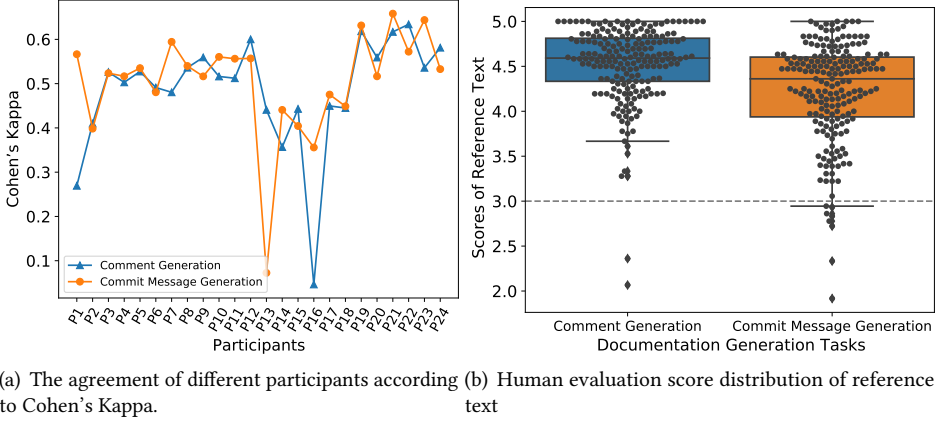 0.6
0.5
0.4
0.3
0.2
0.1
Cohen's Kappa
Comment Generation
Commit Message Generation
P1 P2 P3 P4 P5 P6 P7 P8 P9 P10 P11 P12 P13 P14 P15 P16 P17 P18 P19 P20 P21 P22 P23 P24
Participants
5.0
4.5
4.0
3.5
3.0
2.5
2.0
Scores of Reference Text
Comment Generation Commit Message Generation
Documentation Generation Tasks
(a) The agreement of different participants according
to Cohen's Kappa.
(b) Human evaluation score distribution of reference
text